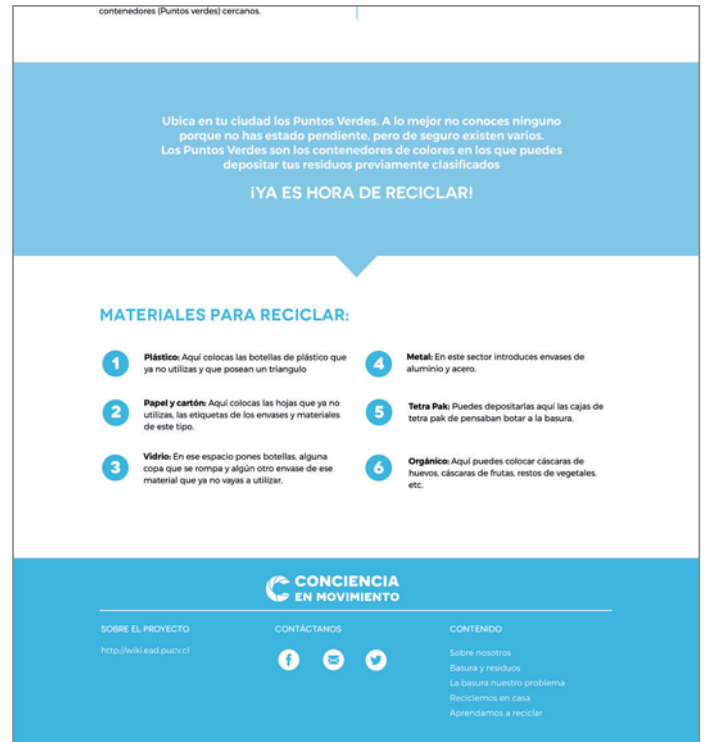 contenedores (Puntos verdes) cercanos.
Ubica en tu ciudad los Puntos Verdes. A lo mejor no conoces ninguno
porque no has estado pendiente, pero de seguro existen varios.
Los Puntos Verdes son los contenedores de colores en los que puedes
depositar tus residuos previamente clasificados
¡YA ES HORA DE RECICLAR!
MATERIALES PARA RECICLAR:
1
Plástico: Aquí colocas las botellas de plástico que
ya no utilizas y que posean un triangulo
2
Papel y cartón: Aquí colocas las hojas que ya no
utilizas, las etiquetas de los envases y materiales
de este tipo.
3
Vidrio: En ese espacio pones botellas, alguna
copa que se rompa y algún otro envase de ese
material que ya no vayas a utilizar.
4
Metal: En este sector introduces envases de
aluminio y acero.
5
Tetra Pak: Puedes depositarlas aquí las cajas de
tetra pak de pensaban botar a la basura.
6
Orgánico: Aquí puedes colocar cáscaras de
huevos, cáscaras de frutas, restos de vegetales.
etc.
CONCIENCIA
EN MOVIMIENTO
SOBRE EL PROYECTO
http://wiki.ead.pucv.cl
CONTÁCTANOS
CONTENIDO
Sobre nosotros
Basura y residuos
La basura nuestro problema
Reciclemos en casa
Aprendamos a reciclar